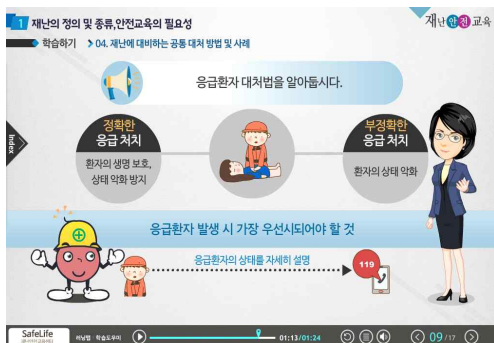 1 재난의 정의 및 종류,안전교육의 필요성
재난안전교육
학습하기
04. 재난에 대비하는 공통 대처 방법 및 사례
응급환자 대처법을 알아둡시다.
정확한
응급 처치
환자의 생명 보호,
상태 악화 방지
부정확한
응급 처치
환자의 상태 악화
Index
응급환자 발생 시 가장 우선시되어야 할 것
응급환자의 상태를 자세히 설명
119
SafeLife
러닝맵
학습도우미
01:13/01:24
09/17